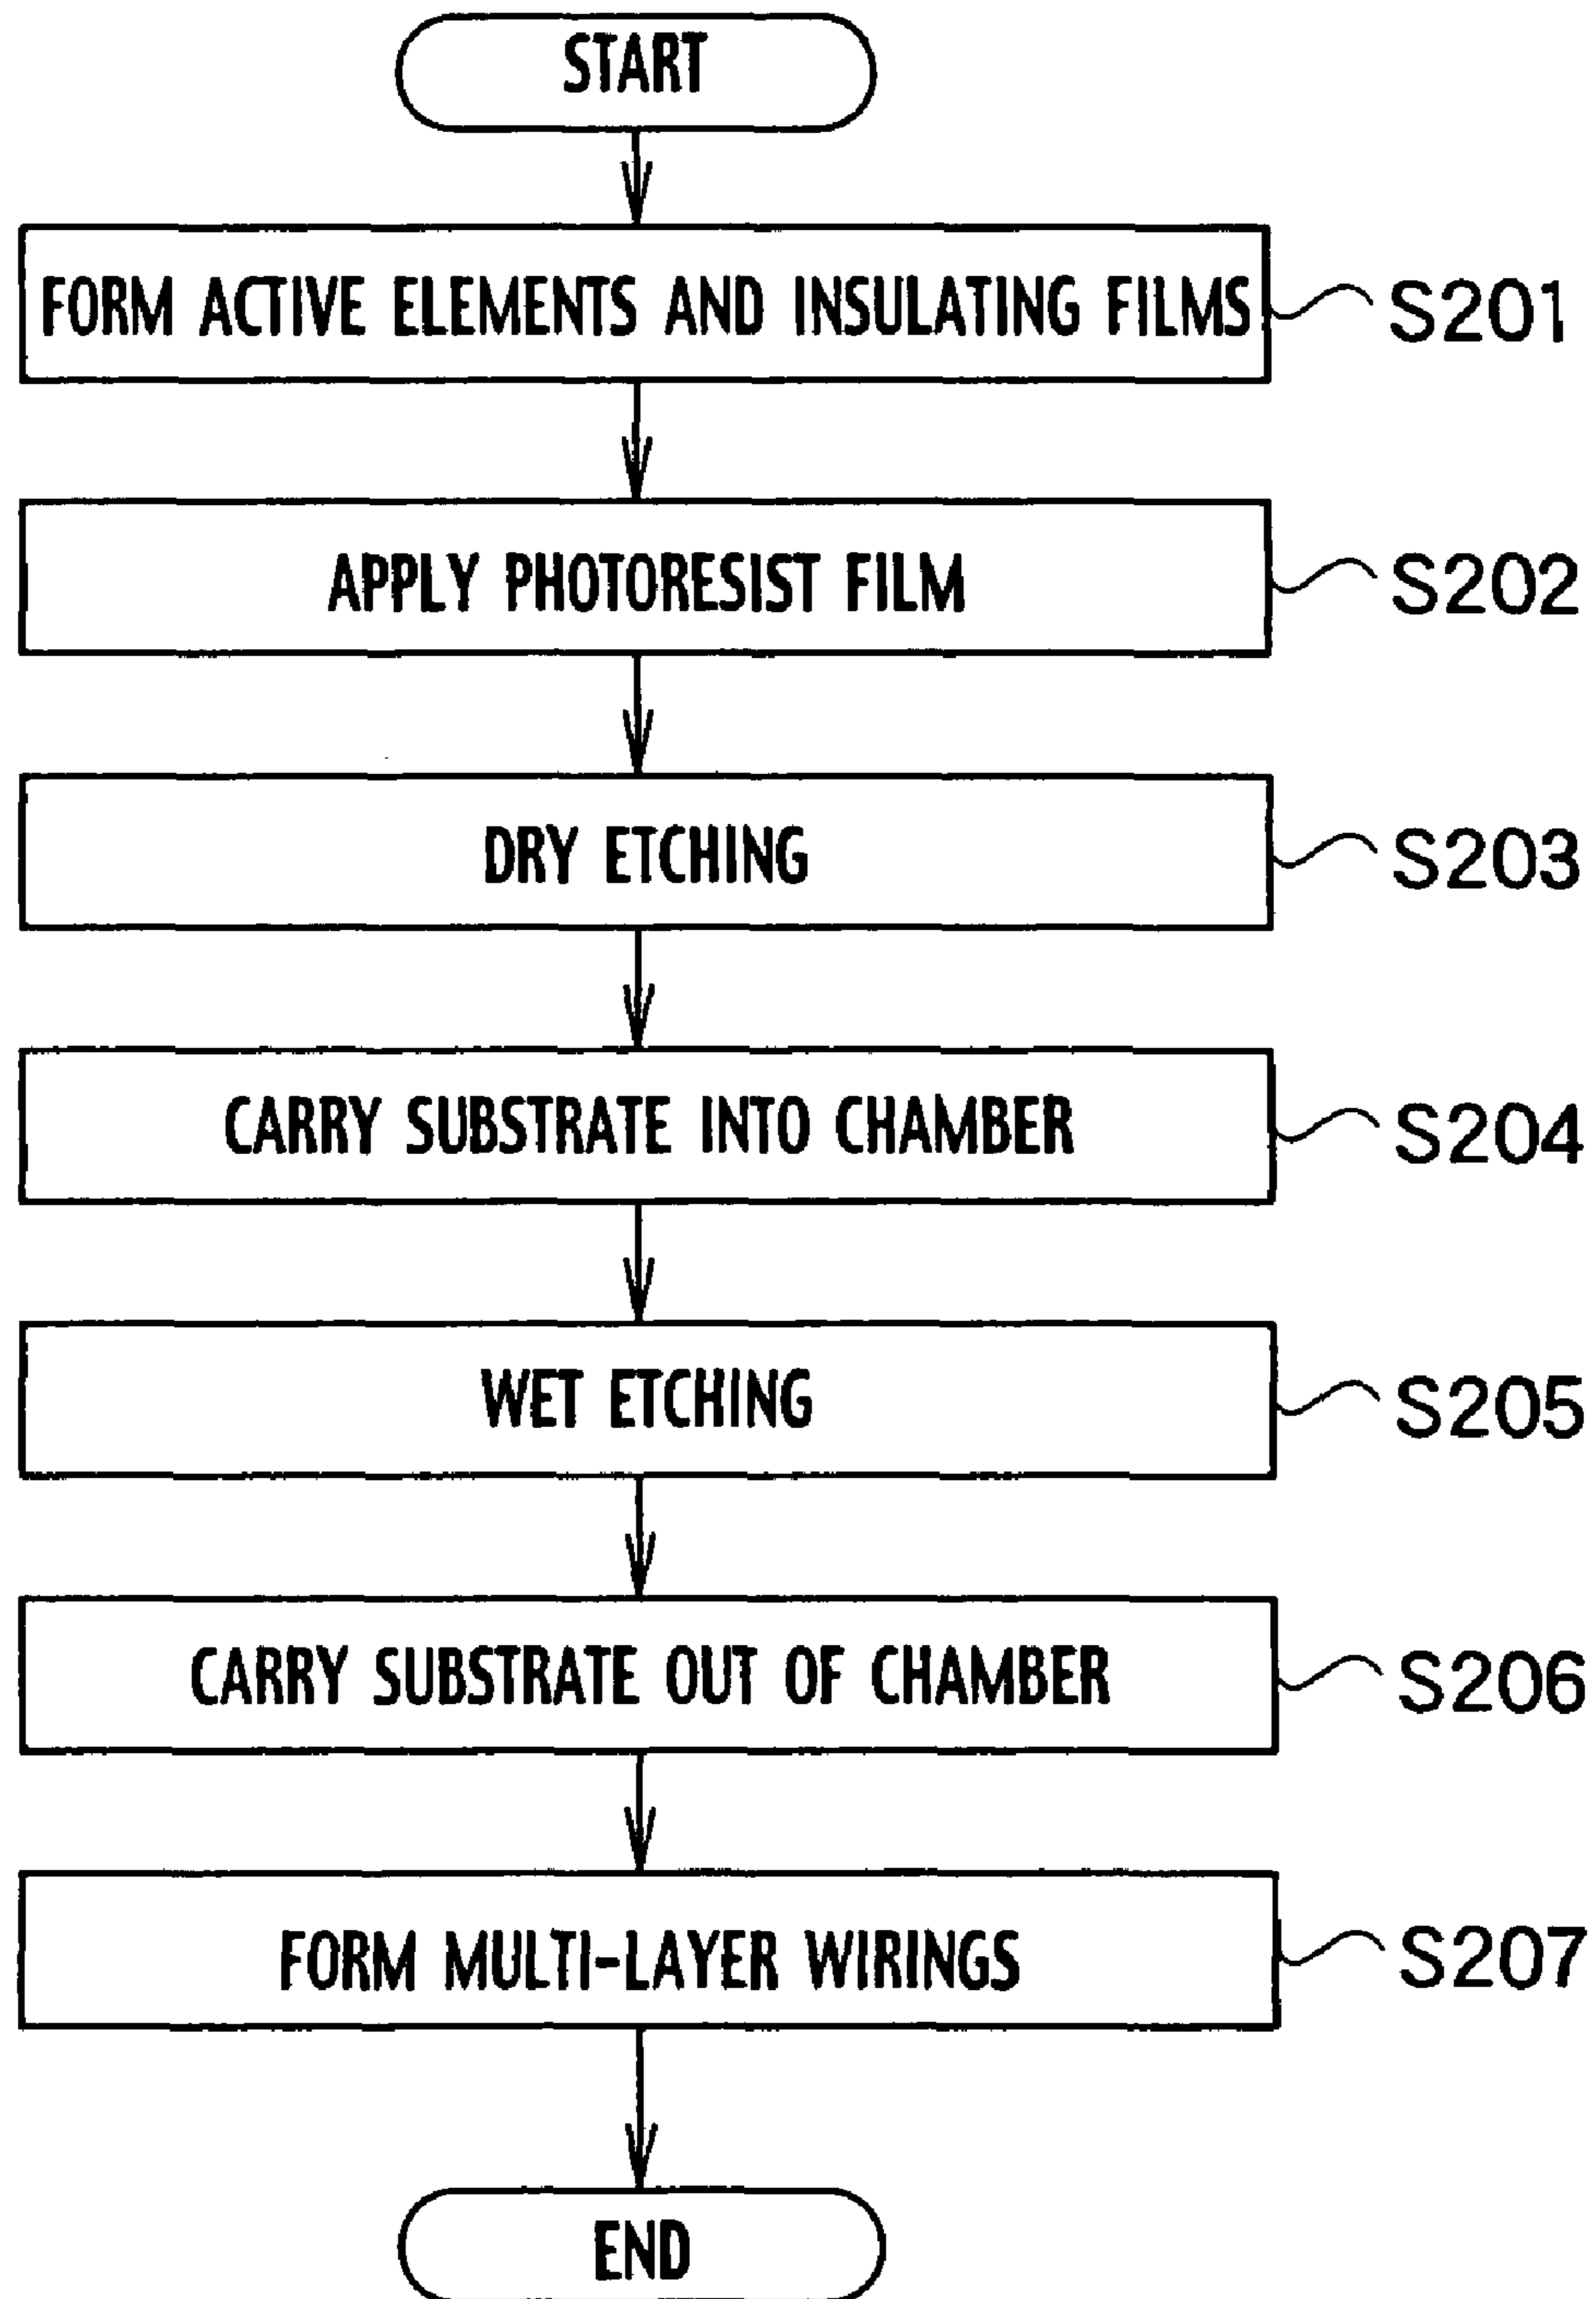 START
FORM ACTIVE ELEMENTS AND INSULATING FILMS S201
APPLY PHOTORESIST FILM S202
DRY ETCHING S203
CARRY SUBSTRATE INTO CHAMBER S204
WET ETCHING S205
CARRY SUBSTRATE OUT OF CHAMBER S206
FORM MULTI-LAYER WIRINGS S207
END